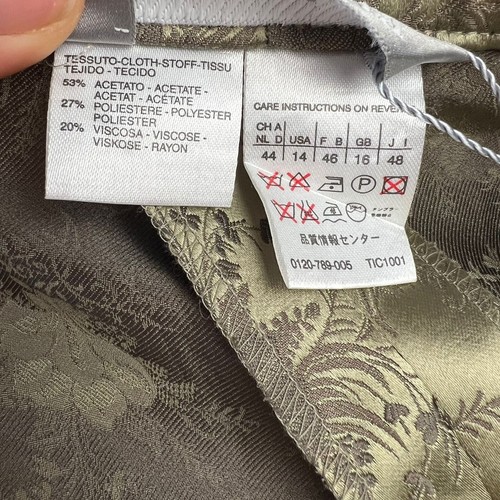 TESSUTO-CLOTH-STOFF-TISSU
TEJIDO - TECIDO
53% ACETATO - ACETATE -
ACETAT - ACÉTATE
27% POLIESTERE - POLYESTER
POLIESTER
20% VISCOSA - VISCOSE -
VISKOSE - RAYON
CARE INSTRUCTIONS ON REVER
CH A NL D USA F B GB J I
44 14 46 16 48
P
品質情報センター
0120-789-005 TIC1001